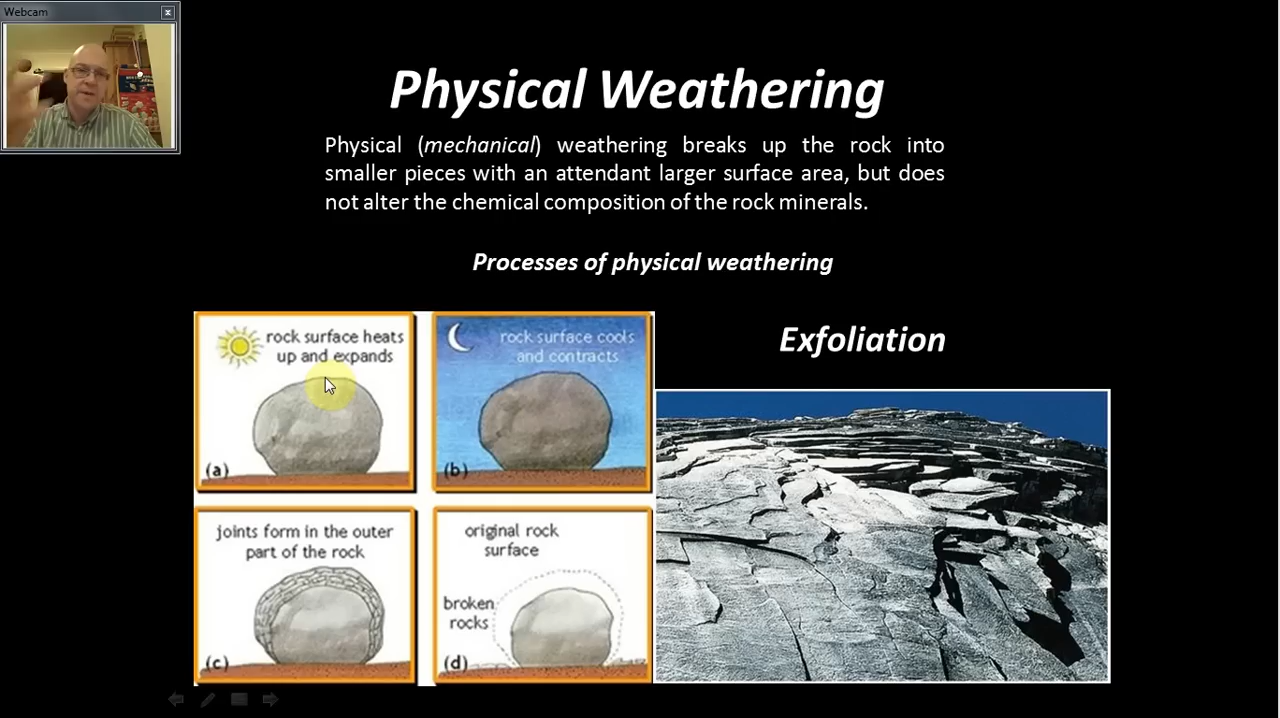 Webcam
Physical Weathering
Physical (mechanical) weathering breaks up the rock into
smaller pieces with an attendant larger surface area, but does
not alter the chemical composition of the rock minerals.
Processes of physical weathering
Exfoliation
rock surface heats
up and expands
(a)
rock surface cools
and contracts
(b)
joints form in the outer
part of the rock
(c)
original rock
surface
broken
rocks
(d)